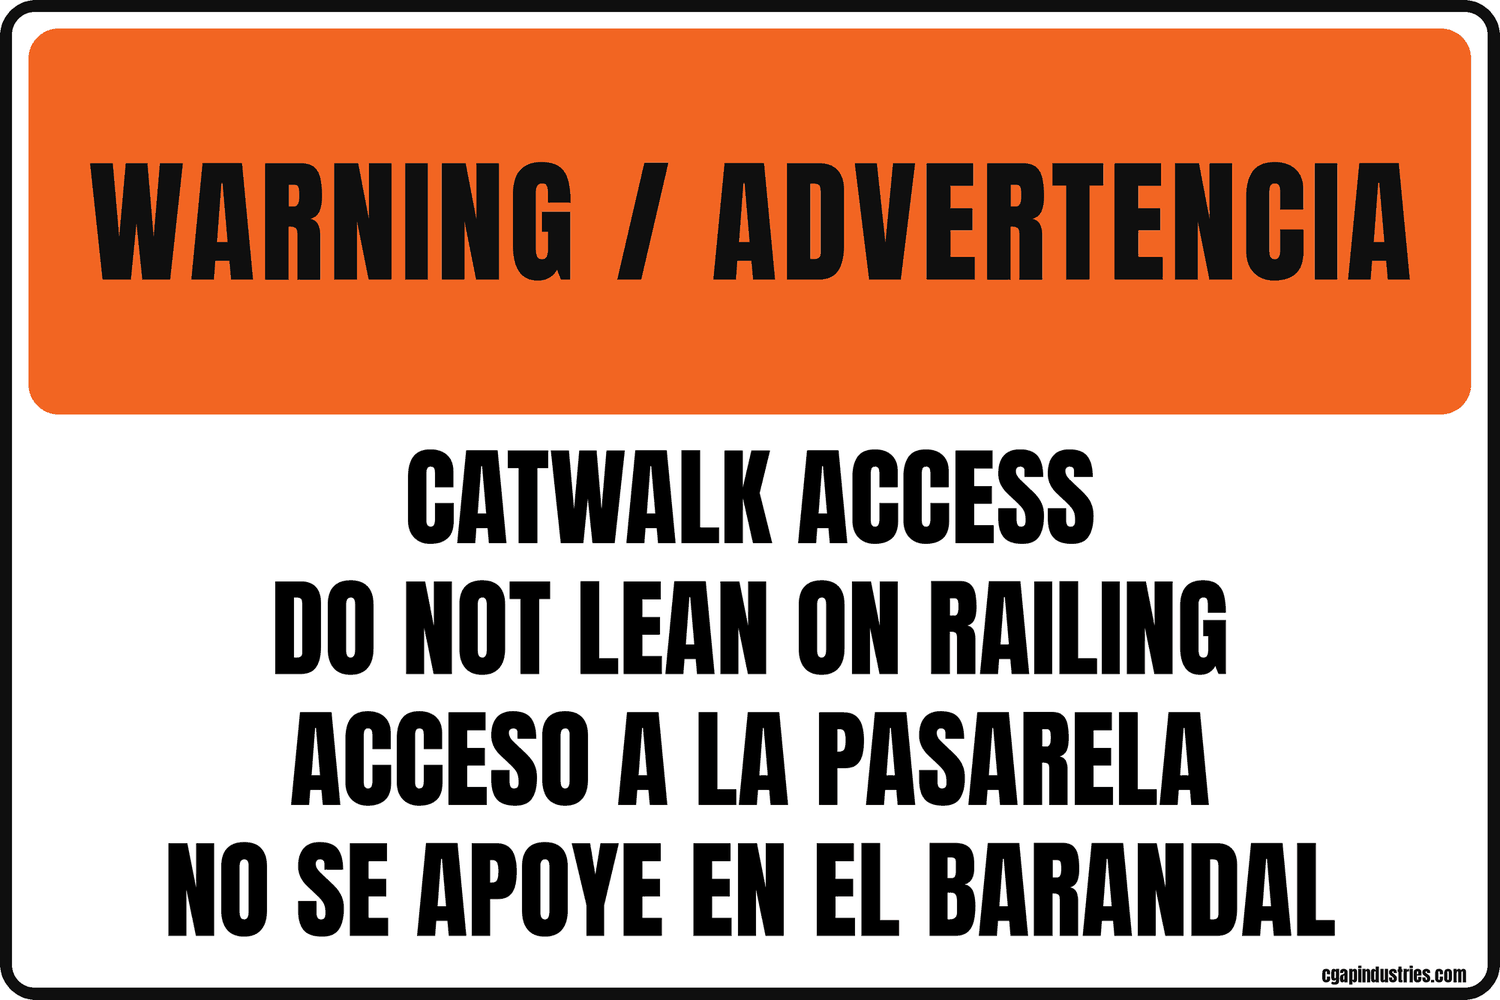 WARNING / ADVERTENCIA
CATWALK ACCESS
DO NOT LEAN ON RAILING
ACCESO A LA PASARELA
NO SE APOYE EN EL BARANDAL
cgapindustries.com